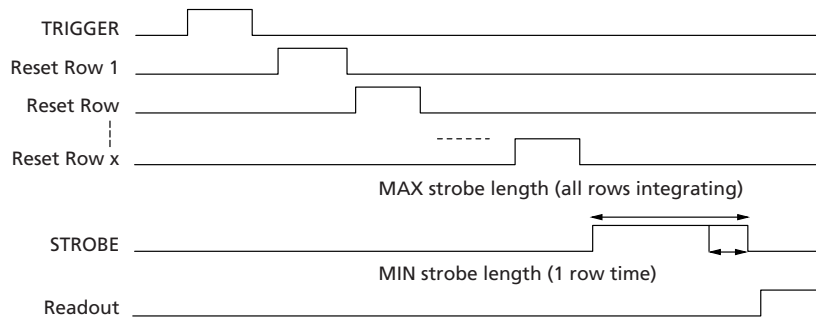 TRIGGER
Reset Row 1
Reset Row
Reset Row x
MAX strobe length (all rows integrating)
STROBE
MIN strobe length (1 row time)
Readout